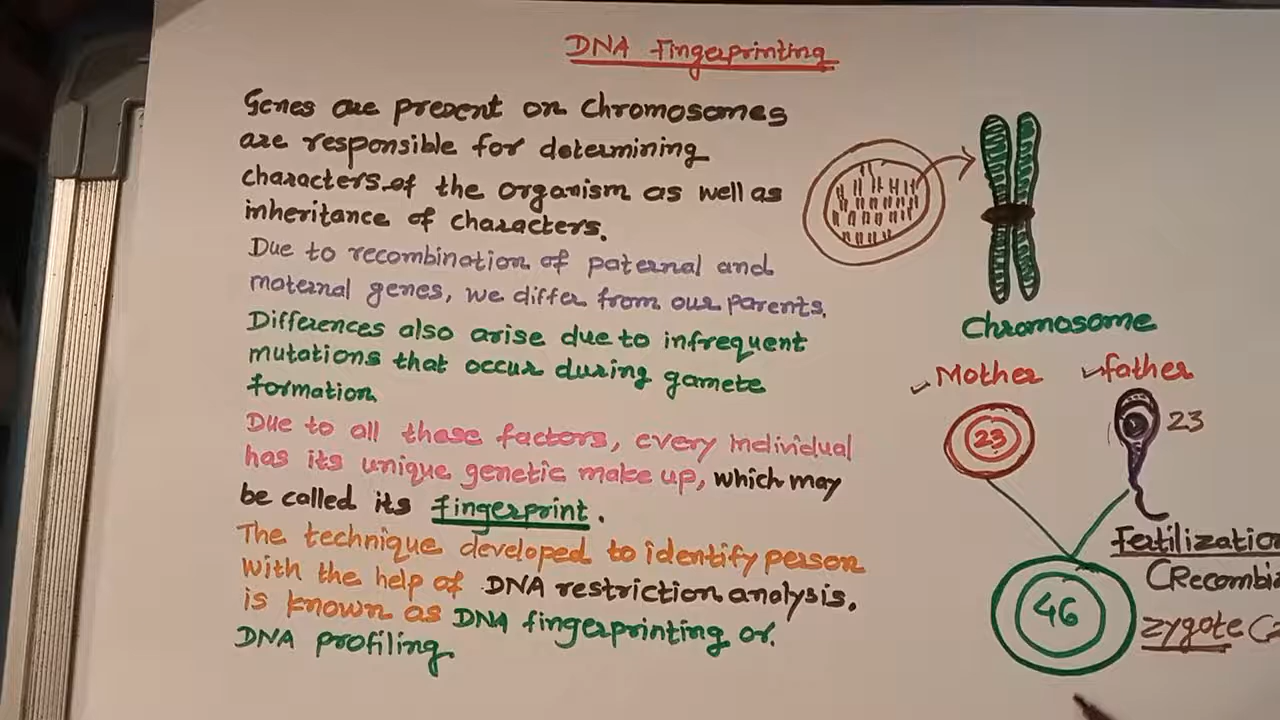 DNA Fingerprinting
Genes are present on Chromosomes
are responsible for determining
characters of the organism as well as
inheritance of characters.
Due to recombination of paternal and
maternal genes, we differ from our parents.
Differences also arise due to infrequent
mutations that occur during gamete
formation
Due to all these factors, every individual
has its unique genetic make up, which may
be called its fingerprint.
The technique developed to identify person
with the help of DNA restriction analysis.
is known as DNA fingerprinting or
DNA profiling
Chromosome
Mother father
23 23
Fertilization
(Recombi
46
zygote (2